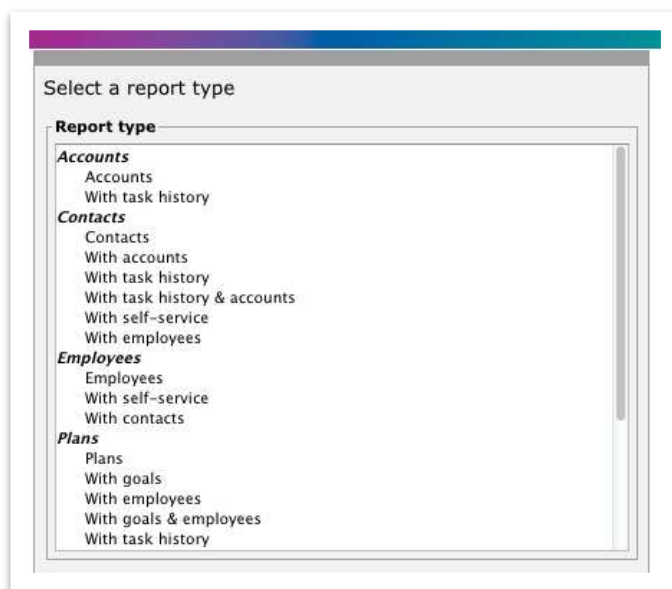 Select a report type
Report type
Accounts
Accounts
With task history
Contacts
Contacts
With accounts
With task history
With task history & accounts
With self-service
With employees
Employees
Employees
With self-service
With contacts
Plans
Plans
With goals
With employees
With goals & employees
With task history